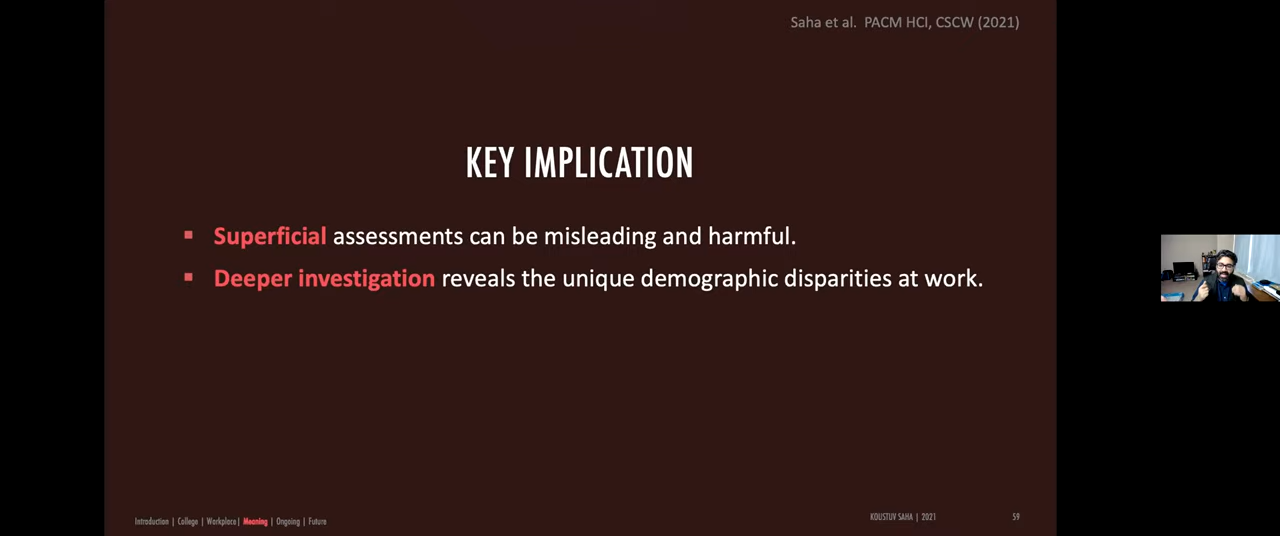 Saha et al. PACM HCI, CSCW (2021)
KEY IMPLICATION
▪ Superficial assessments can be misleading and harmful.
▪ Deeper investigation reveals the unique demographic disparities at work.
Introduction | College | Workplace | Meaning | Ongoing | Future
KOUSTUV SAHA | 2021
59